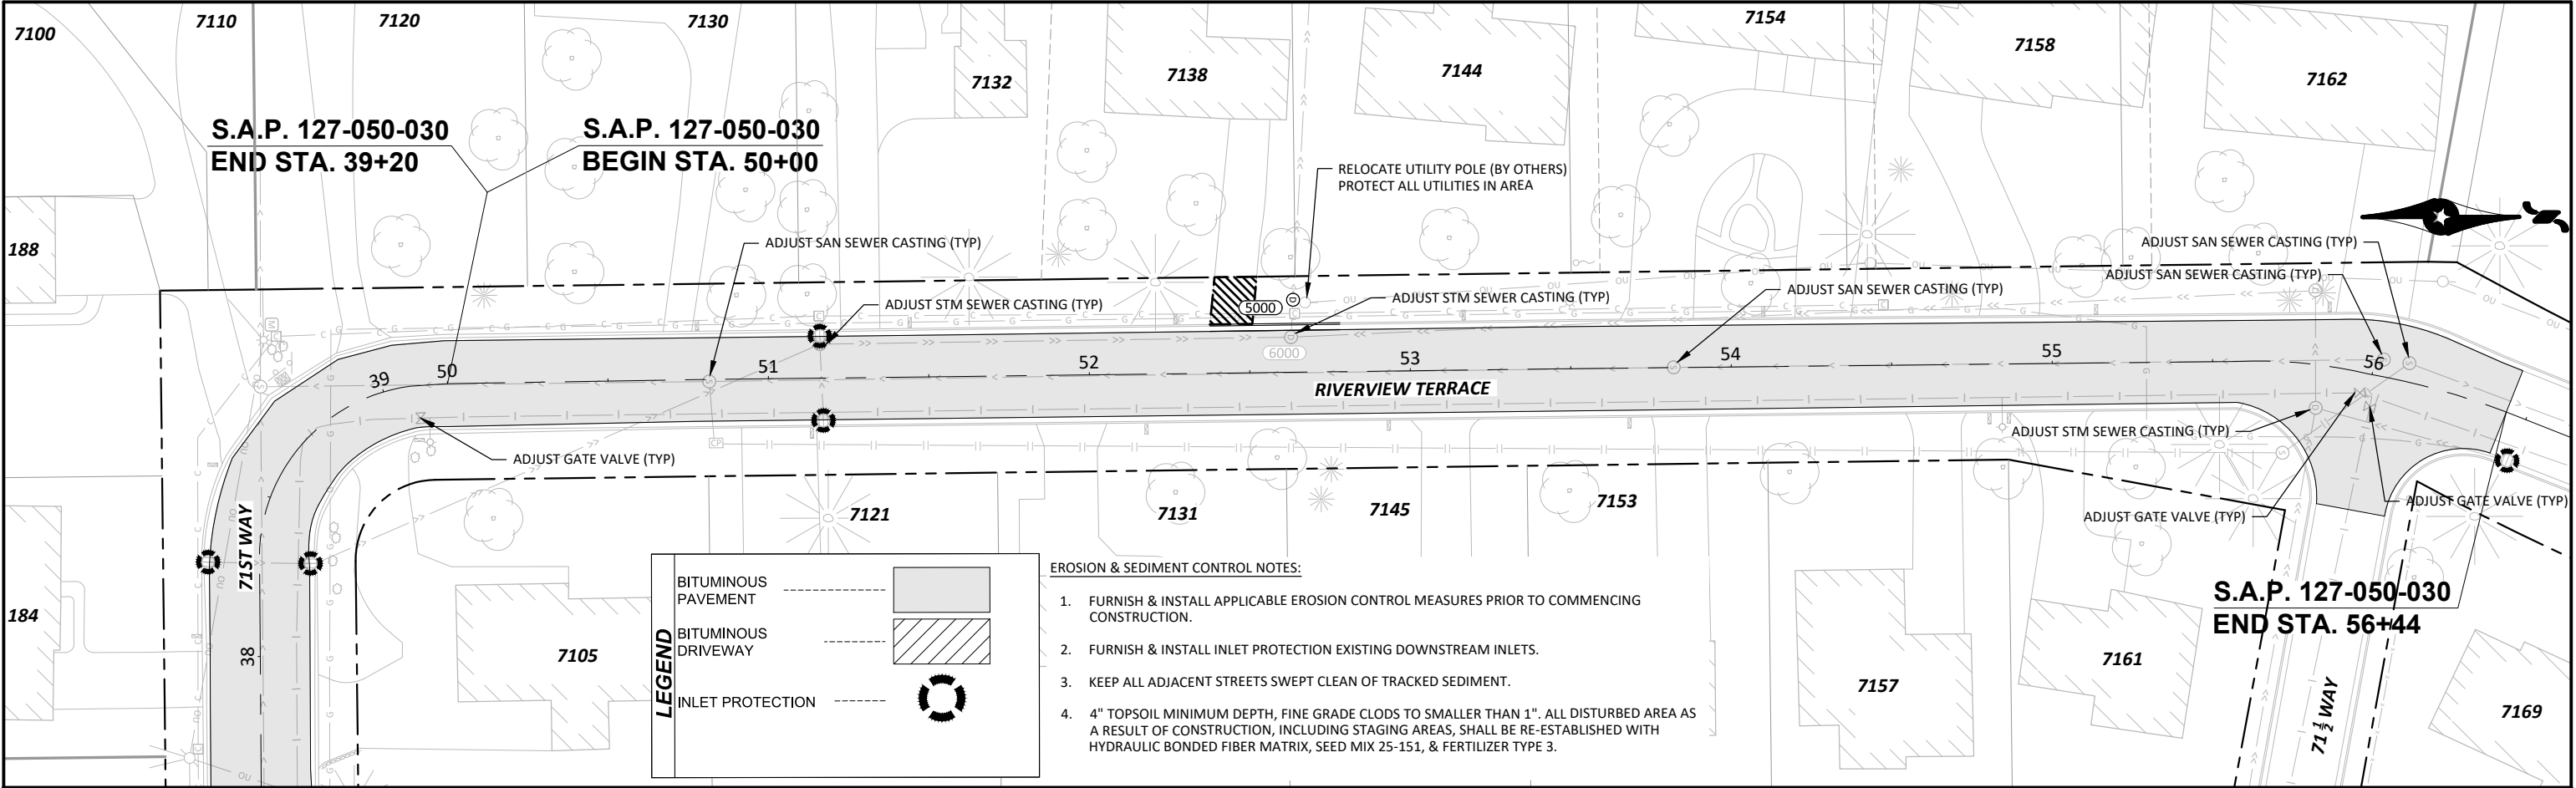 7100
7110
7120
7130
7132
7138
7144
7154
7158
7162
S.A.P. 127-050-030
END STA. 39+20
S.A.P. 127-050-030
BEGIN STA. 50+00
RELOCATE UTILITY POLE (BY OTHERS)
PROTECT ALL UTILITIES IN AREA
188
ADJUST SAN SEWER CASTING (TYP)
ADJUST STM SEWER CASTING (TYP)
5000
ADJUST STM SEWER CASTING (TYP)
ADJUST SAN SEWER CASTING (TYP)
ADJUST SAN SEWER CASTING (TYP)
ADJUST SAN SEWER CASTING (TYP)
6000
39
50
51
52
53
54
55
56
RIVERVIEW TERRACE
ADJUST GATE VALVE (TYP)
ADJUST STM SEWER CASTING (TYP)
ADJUST GATE VALVE (TYP)
ADJUST GATE VALVE (TYP)
7121
7131
7145
7153
71ST WAY
38
184
7105
LEGEND
BITUMINOUS
PAVEMENT
BITUMINOUS
DRIVEWAY
INLET PROTECTION
EROSION & SEDIMENT CONTROL NOTES:
1. FURNISH & INSTALL APPLICABLE EROSION CONTROL MEASURES PRIOR TO COMMENCING
CONSTRUCTION.
2. FURNISH & INSTALL INLET PROTECTION EXISTING DOWNSTREAM INLETS.
3. KEEP ALL ADJACENT STREETS SWEPT CLEAN OF TRACKED SEDIMENT.
4. 4" TOPSOIL MINIMUM DEPTH, FINE GRADE CLODS TO SMALLER THAN 1". ALL DISTURBED AREA AS
A RESULT OF CONSTRUCTION, INCLUDING STAGING AREAS, SHALL BE RE-ESTABLISHED WITH
HYDRAULIC BONDED FIBER MATRIX, SEED MIX 25-151, & FERTILIZER TYPE 3.
7157
7161
S.A.P. 127-050-030
END STA. 56+44
71 1/2 WAY
7169